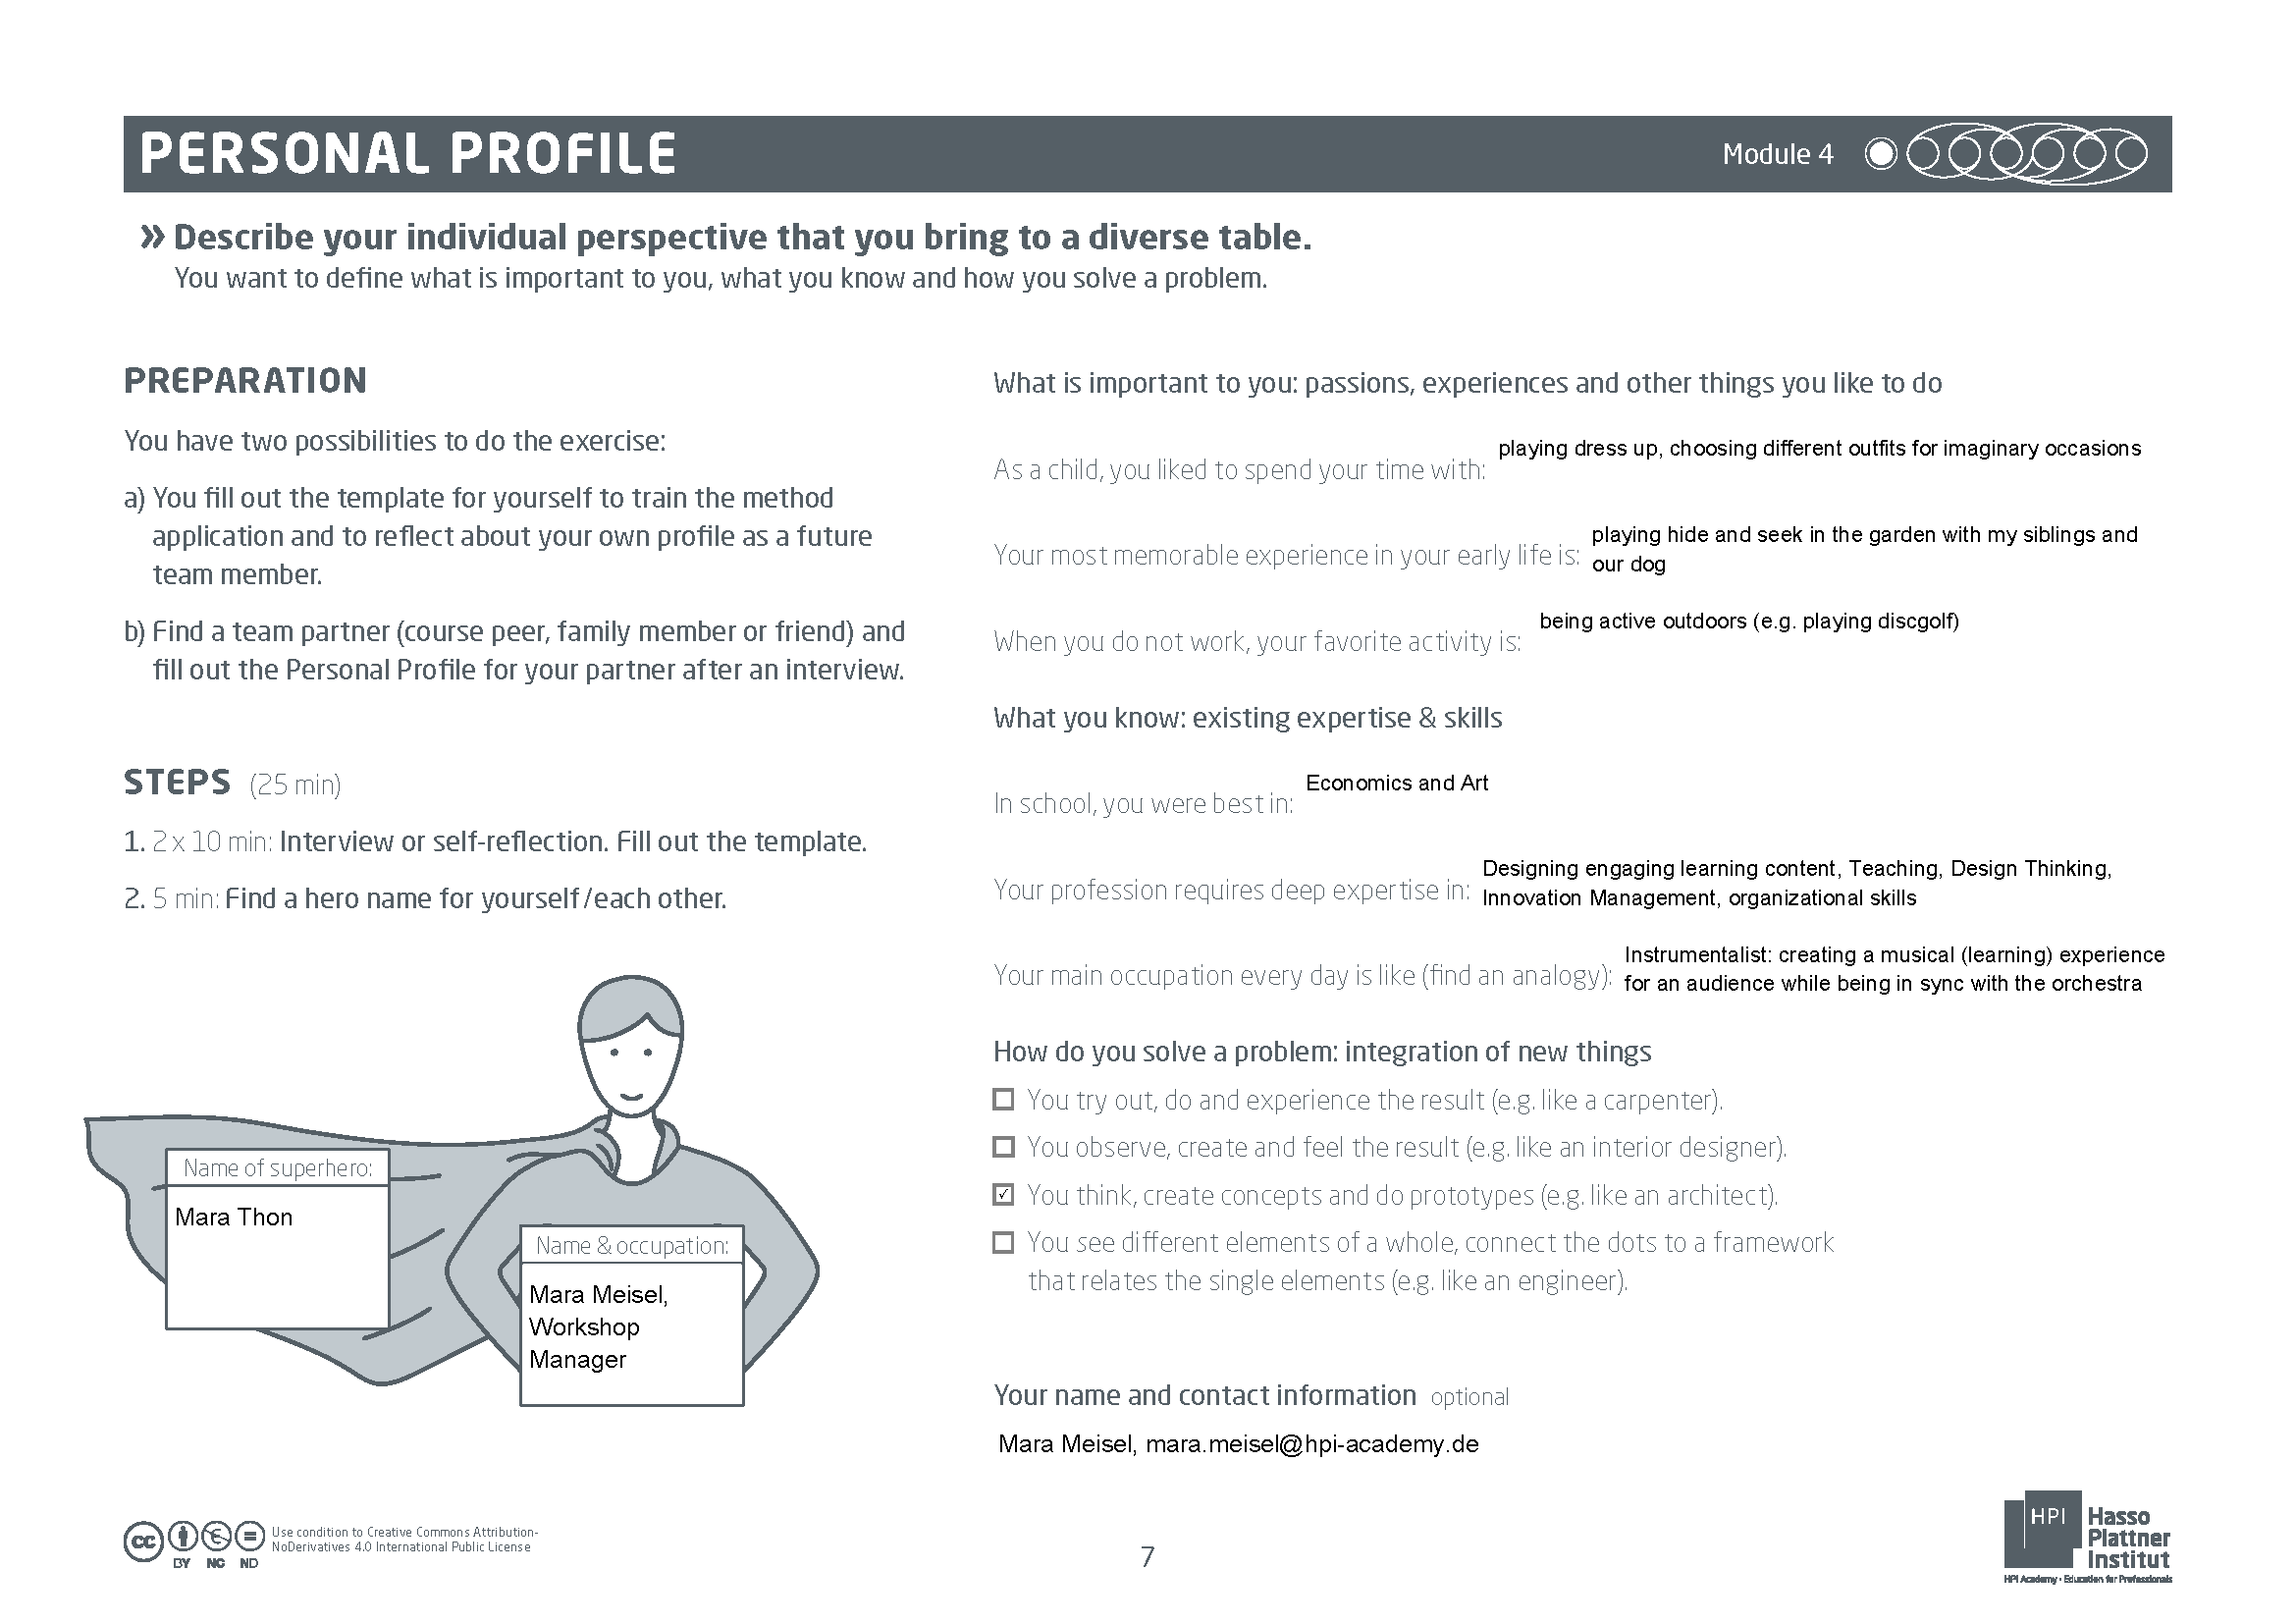 PERSONAL PROFILE
Module 4
» Describe your individual perspective that you bring to a diverse table.
You want to define what is important to you, what you know and how you solve a problem.
PREPARATION
You have two possibilities to do the exercise:
a) You fill out the template for yourself to train the method
application and to reflect about your own profile as a future
team member.
b) Find a team partner (course peer, family member or friend) and
fill out the Personal Profile for your partner after an interview.
STEPS (25 min)
1. 2 x 10 min: Interview or self-reflection. Fill out the template.
2. 5 min: Find a hero name for yourself/each other.
Name of superhero:
Mara Thon
Name & occupation:
Mara Meisel,
Workshop
Manager
What is important to you: passions, experiences and other things you like to do
As a child, you liked to spend your time with: playing dress up, choosing different outfits for imaginary occasions
Your most memorable experience in your early life is: playing hide and seek in the garden with my siblings and
our dog
When you do not work, your favorite activity is: being active outdoors (e.g. playing discgolf)
What you know: existing expertise & skills
In school, you were best in: Economics and Art
Your profession requires deep expertise in: Designing engaging learning content, Teaching, Design Thinking,
Innovation Management, organizational skills
Your main occupation every day is like (find an analogy): Instrumentalist: creating a musical (learning) experience
for an audience while being in sync with the orchestra
How do you solve a problem: integration of new things
You try out, do and experience the result (e.g. like a carpenter).
You observe, create and feel the result (e.g. like an interior designer).
✓ You think, create concepts and do prototypes (e.g. like an architect).
You see different elements of a whole, connect the dots to a framework
that relates the single elements (e.g. like an engineer).
Your name and contact information optional
Mara Meisel, mara.meisel@hpi-academy.de
cc BY NC ND
Use condition to Creative Commons Attribution-
NoDerivatives 4.0 International Public License
7
HPI Hasso
Plattner
Institut
HPI Academy • Education for Professionals